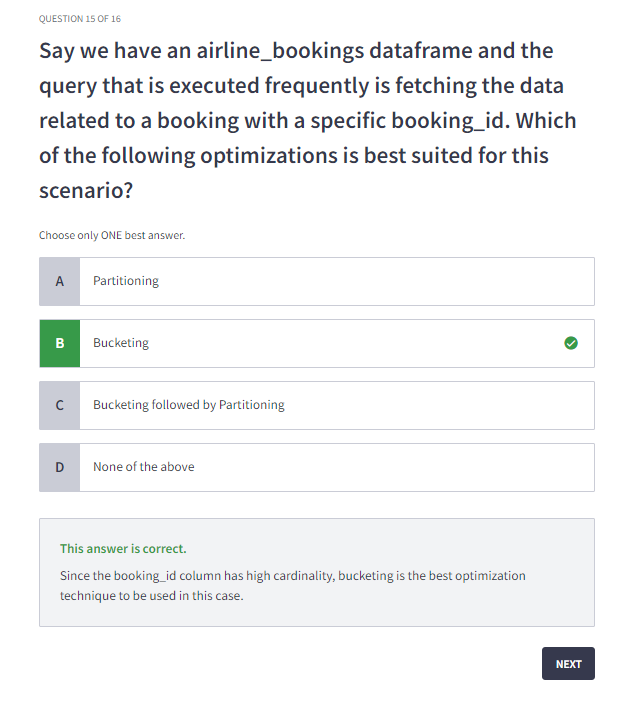 QUESTION 15 OF 16
Say we have an airline_bookings dataframe and the
query that is executed frequently is fetching the data
related to a booking with a specific booking_id. Which
of the following optimizations is best suited for this
scenario?
Choose only ONE best answer.
A Partitioning
B Bucketing
C Bucketing followed by Partitioning
D None of the above
This answer is correct.
Since the booking_id column has high cardinality, bucketing is the best optimization
technique to be used in this case.
NEXT